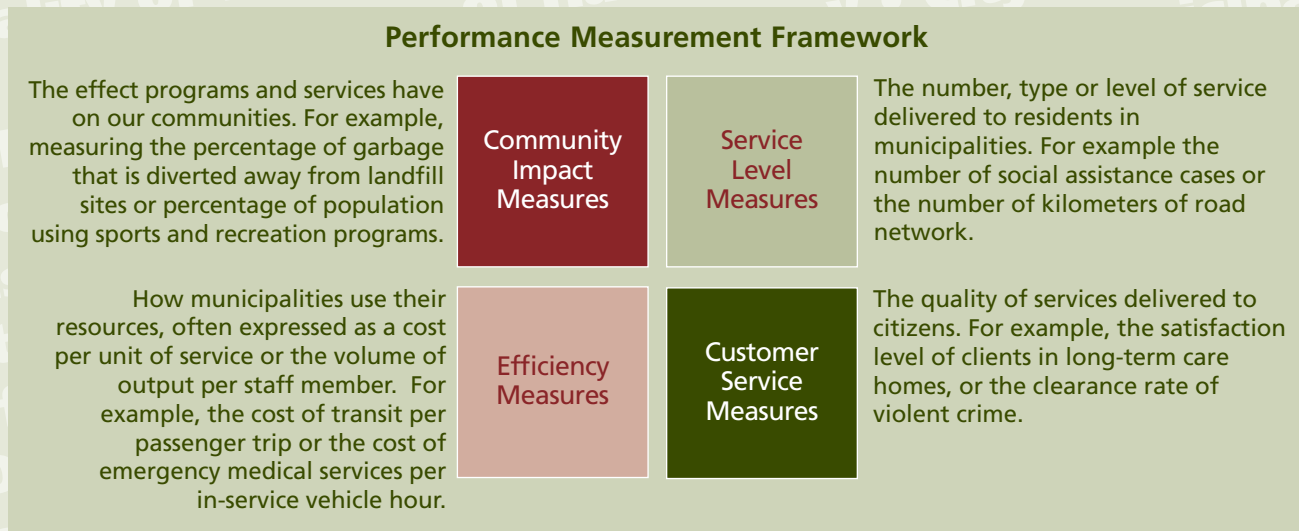 Performance Measurement Framework
The effect programs and services have
on our communities. For example,
measuring the percentage of garbage
that is diverted away from landfill
sites or percentage of population
using sports and recreation programs.
Community
Impact
Measures
Service
Level
Measures
The number, type or level of service
delivered to residents in
municipalities. For example the
number of social assistance cases or
the number of kilometers of road
network.
How municipalities use their
resources, often expressed as a cost
per unit of service or the volume of
output per staff member.  For
example, the cost of transit per
passenger trip or the cost of
emergency medical services per
in-service vehicle hour.
Efficiency
Measures
Customer
Service
Measures
The quality of services delivered to
citizens. For example, the satisfaction
level of clients in long-term care
homes, or the clearance rate of
violent crime.